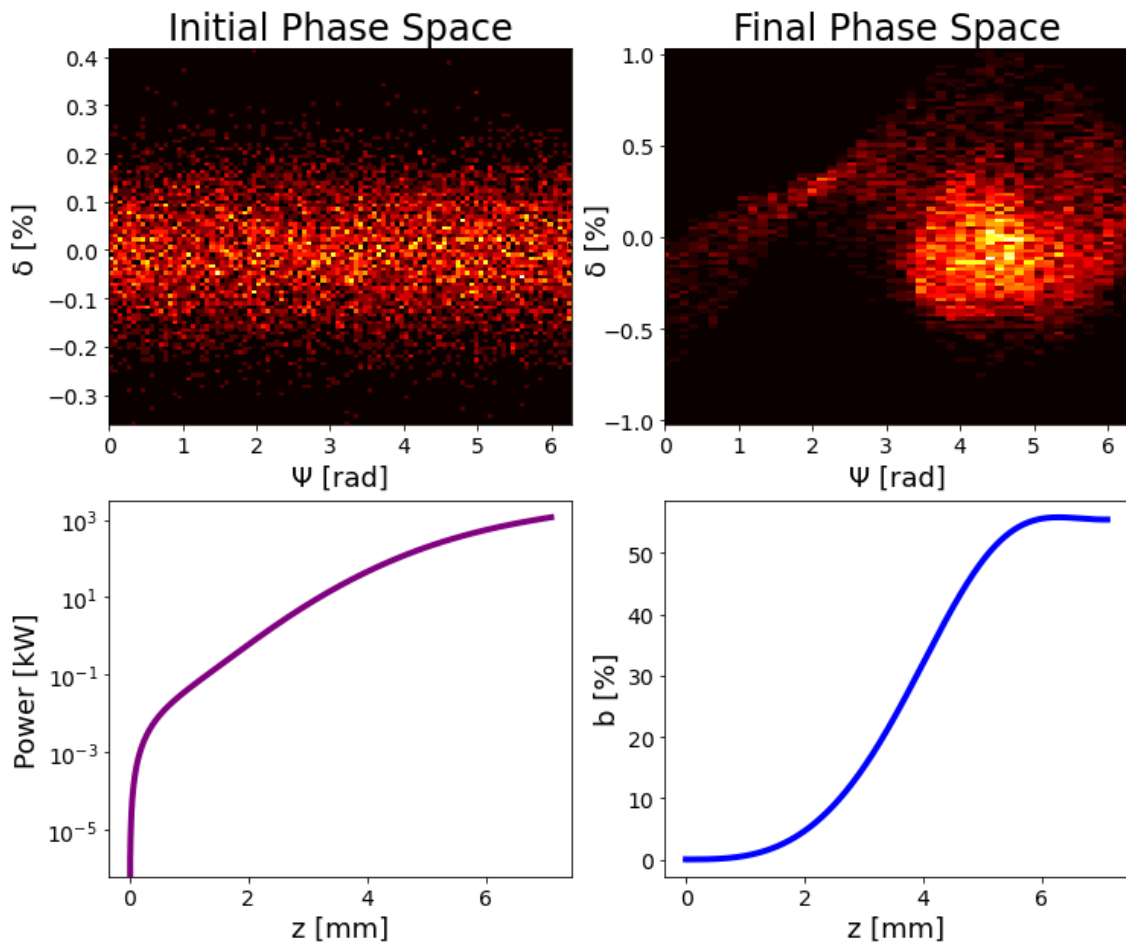 Initial Phase Space
Final Phase Space
δ [%]
0.4
0.3
0.2
0.1
0.0
−0.1
−0.2
−0.3
0 1 2 3 4 5 6
Ψ [rad]
δ [%]
1.0
0.5
0.0
−0.5
−1.0
0 1 2 3 4 5 6
Ψ [rad]
Power [kW]
10³
10¹
10⁻¹
10⁻³
10⁻⁵
0 2 4 6
z [mm]
b [%]
50
40
30
20
10
0
0 2 4 6
z [mm]